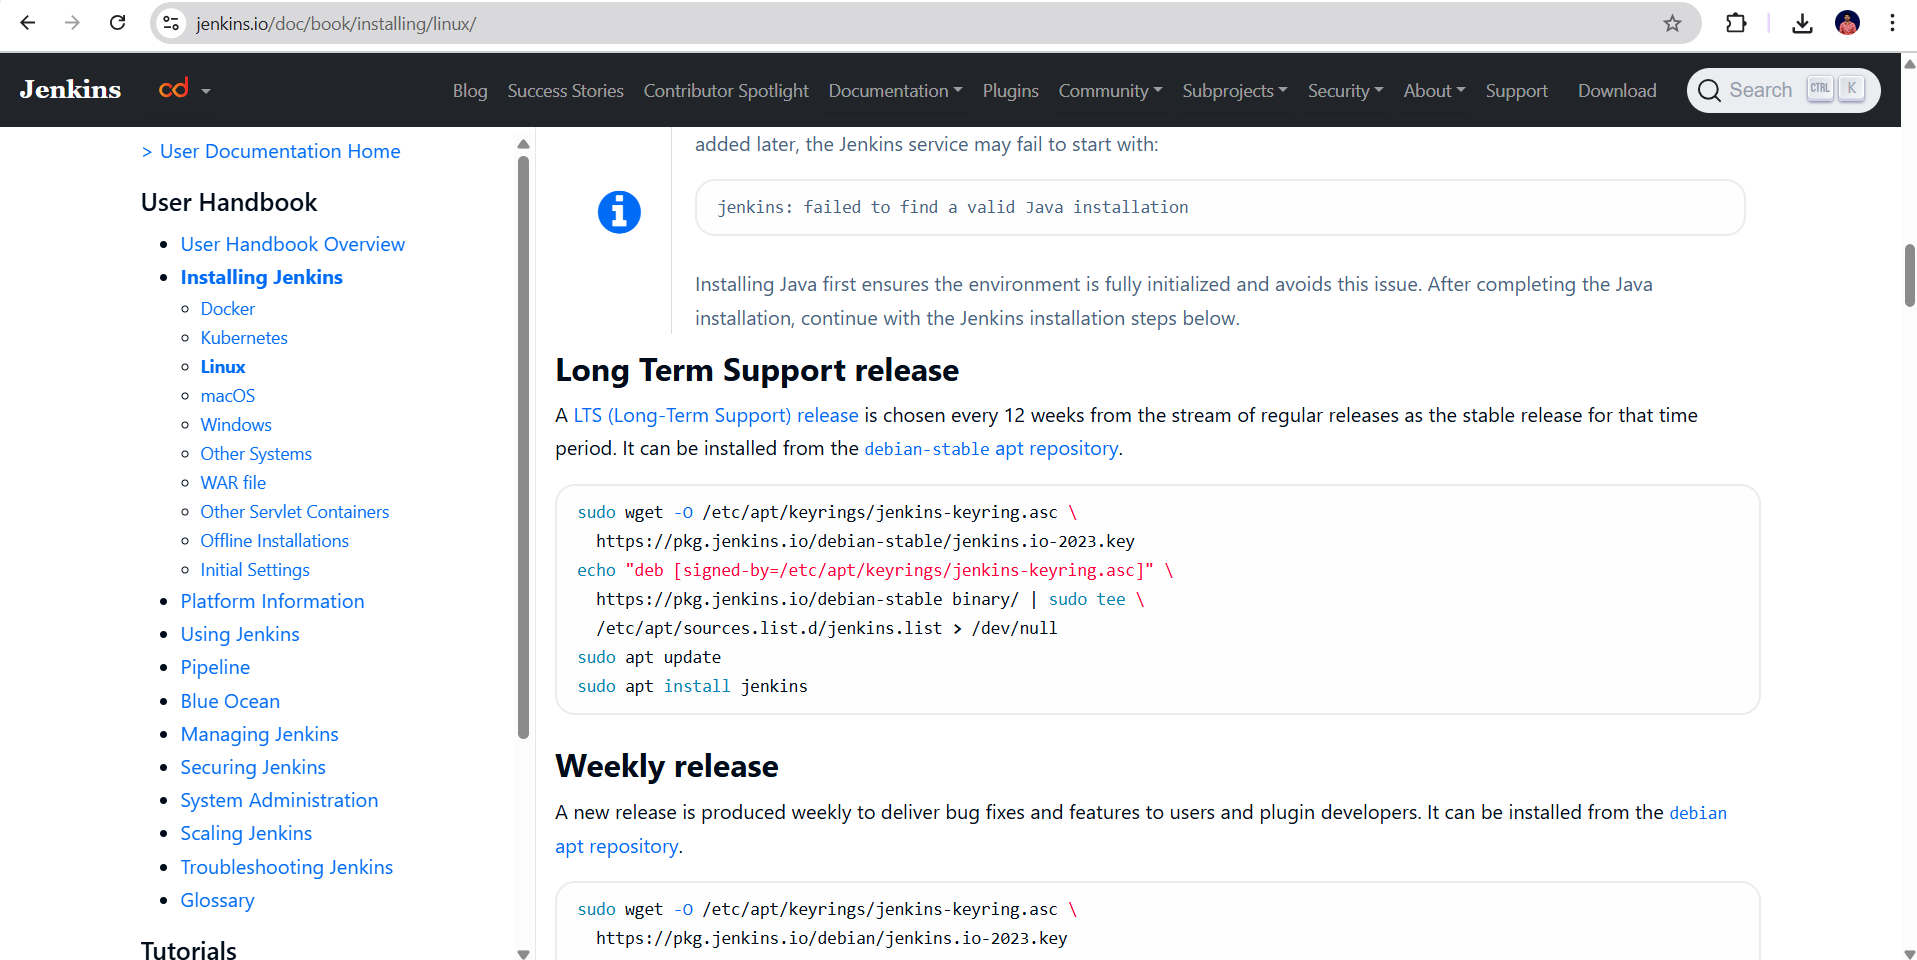 jenkins.io/doc/book/installing/linux/
Jenkins
cd
Blog
Success Stories
Contributor Spotlight
Documentation
Plugins
Community
Subprojects
Security
About
Support
Download
Search
CTRL
K
> User Documentation Home
User Handbook
User Handbook Overview
Installing Jenkins
Docker
Kubernetes
Linux
macOS
Windows
Other Systems
WAR file
Other Servlet Containers
Offline Installations
Initial Settings
Platform Information
Using Jenkins
Pipeline
Blue Ocean
Managing Jenkins
Securing Jenkins
System Administration
Scaling Jenkins
Troubleshooting Jenkins
Glossary
Tutorials
added later, the Jenkins service may fail to start with:
jenkins: failed to find a valid Java installation
Installing Java first ensures the environment is fully initialized and avoids this issue. After completing the Java
installation, continue with the Jenkins installation steps below.
Long Term Support release
A LTS (Long-Term Support) release is chosen every 12 weeks from the stream of regular releases as the stable release for that time
period. It can be installed from the debian-stable apt repository.
sudo wget -O /etc/apt/keyrings/jenkins-keyring.asc \
https://pkg.jenkins.io/debian-stable/jenkins.io-2023.key
echo "deb [signed-by=/etc/apt/keyrings/jenkins-keyring.asc]" \
https://pkg.jenkins.io/debian-stable binary/ | sudo tee \
/etc/apt/sources.list.d/jenkins.list > /dev/null
sudo apt update
sudo apt install jenkins
Weekly release
A new release is produced weekly to deliver bug fixes and features to users and plugin developers. It can be installed from the debian
apt repository.
sudo wget -O /etc/apt/keyrings/jenkins-keyring.asc \
https://pkg.jenkins.io/debian/jenkins.io-2023.key